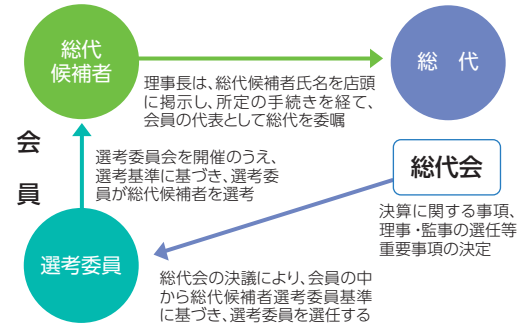 総代
候補者
総　代
理事長は、総代候補者氏名を店頭
に掲示し、所定の手続きを経て、
会員の代表として総代を委嘱
会
員
選考委員会を開催のうえ、
選考基準に基づき、選考委
員が総代候補者を選考
総代会
決算に関する事項、
理事・監事の選任等
重要事項の決定
選考委員
総代会の決議により、会員の中
から総代候補者選考委員基準
に基づき、選考委員を選任する